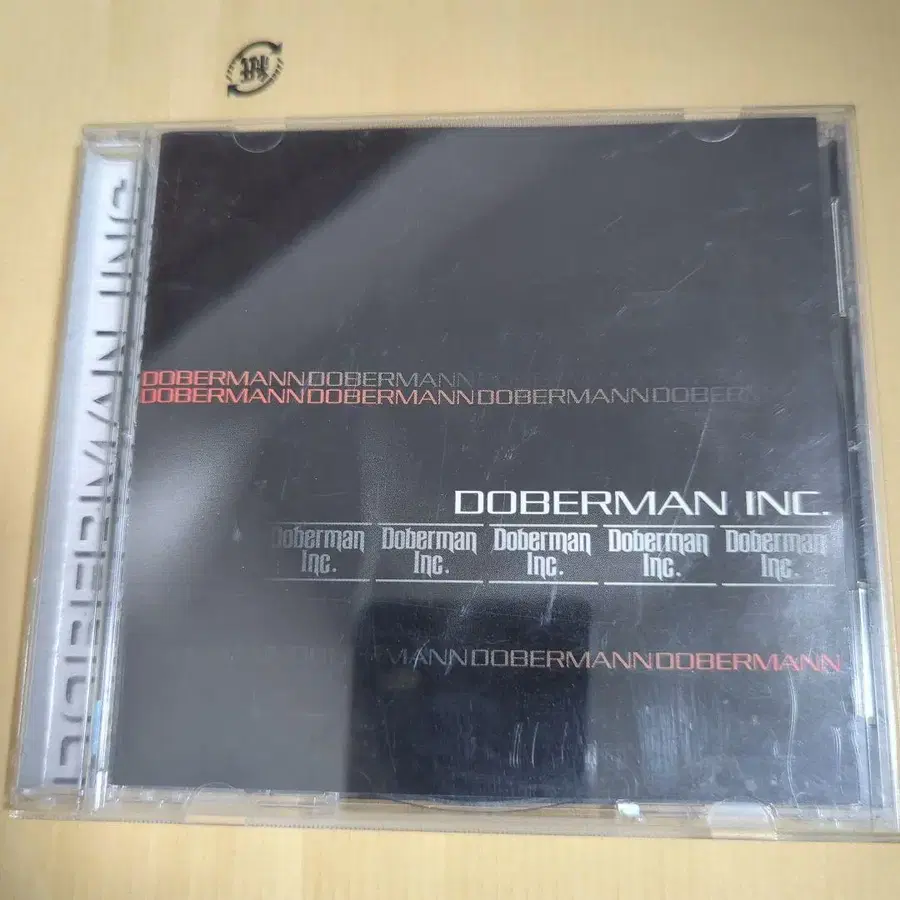 DOBERMANNDOBERMANN
DOBERMANNDOBERMANNDOBERMANNDOBER
DOBERMAN INC.
Doberman Inc. Doberman Inc. Doberman Inc. Doberman Inc. Doberman Inc.
MANNDOBERMANNDOBERMANN
DOBERMAN INC